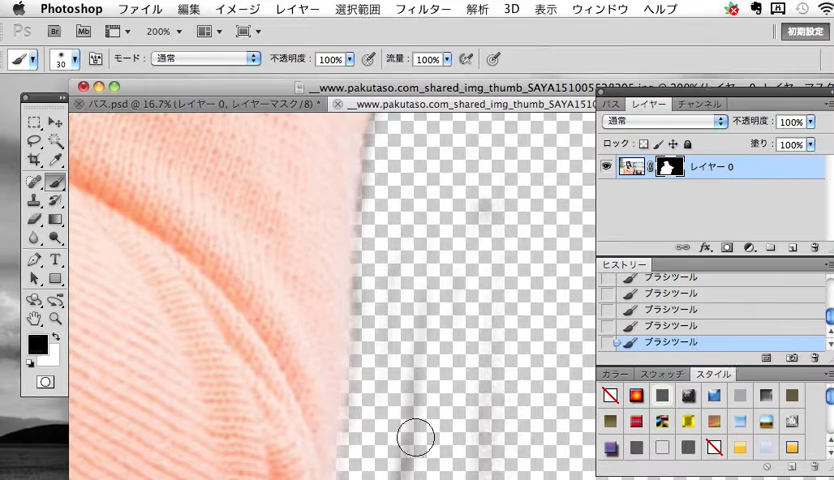 Photoshop ファイル 編集 イメージ レイヤー 選択範囲 フィルター 解析 3D 表示 ウィンドウ ヘルプ
Ps Br Mb 200% 初期設定
30 モード： 通常 不透明度： 100% 流量： 100%
パス.psd @ 16.7% (レイヤー 0, レイヤーマスク/8) *
__www.pakutaso.com_shared_img_thumb_SAYA15100
パス レイヤー チャンネル
通常 不透明度： 100%
ロック： 塗り： 100%
レイヤー 0
ヒストリー
ブラシツール
ブラシツール
ブラシツール
ブラシツール
ブラシツール
カラー スウォッチ スタイル